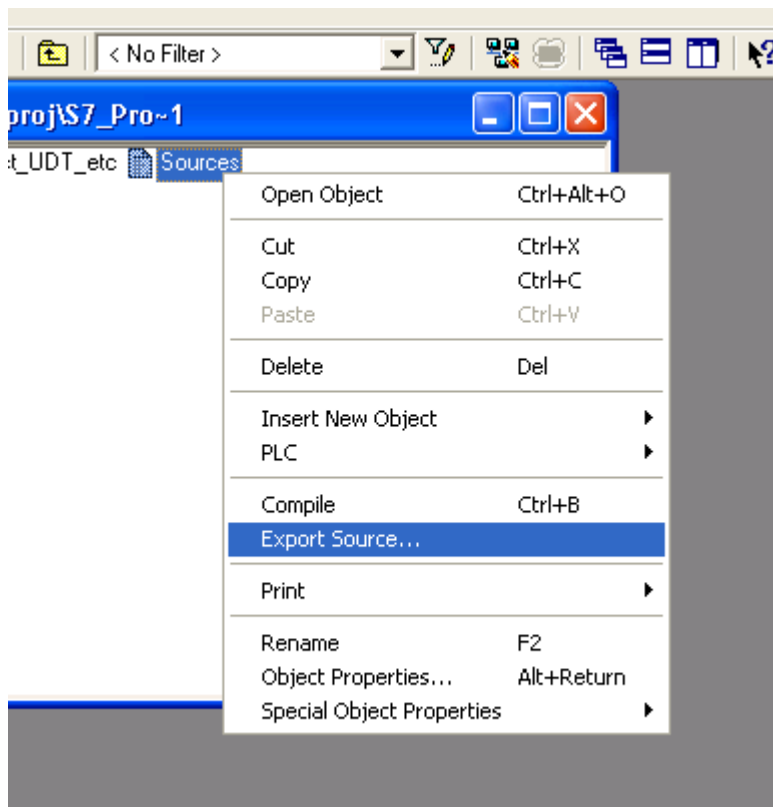 < No Filter >
proj\S7_Pro~1
t_UDT_etc Sources
Open Object Ctrl+Alt+O
Cut Ctrl+X
Copy Ctrl+C
Paste Ctrl+V
Delete Del
Insert New Object
PLC
Compile Ctrl+B
Export Source...
Print
Rename F2
Object Properties... Alt+Return
Special Object Properties